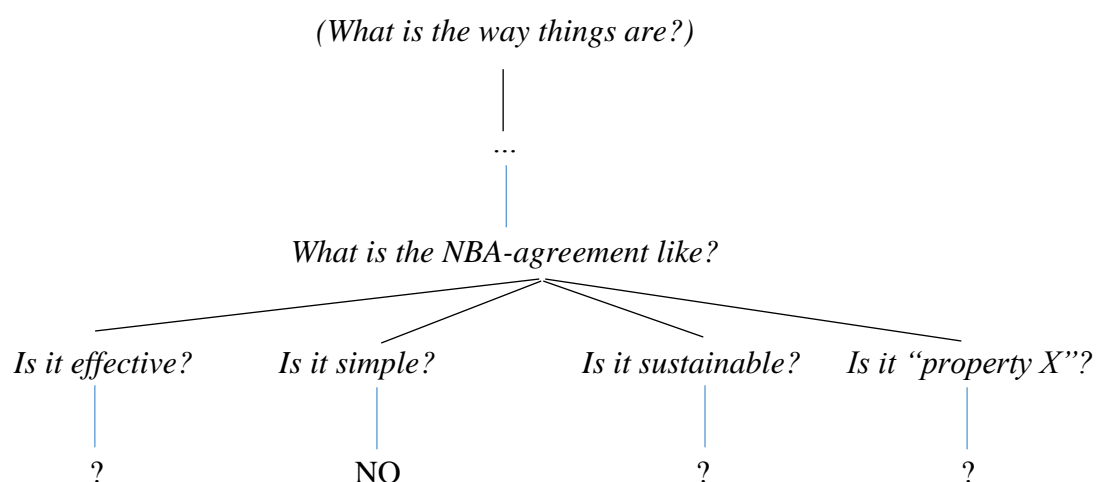 (What is the way things are?)
...
What is the NBA-agreement like?
Is it effective? Is it simple? Is it sustainable? Is it “property X”?
? NO ? ?